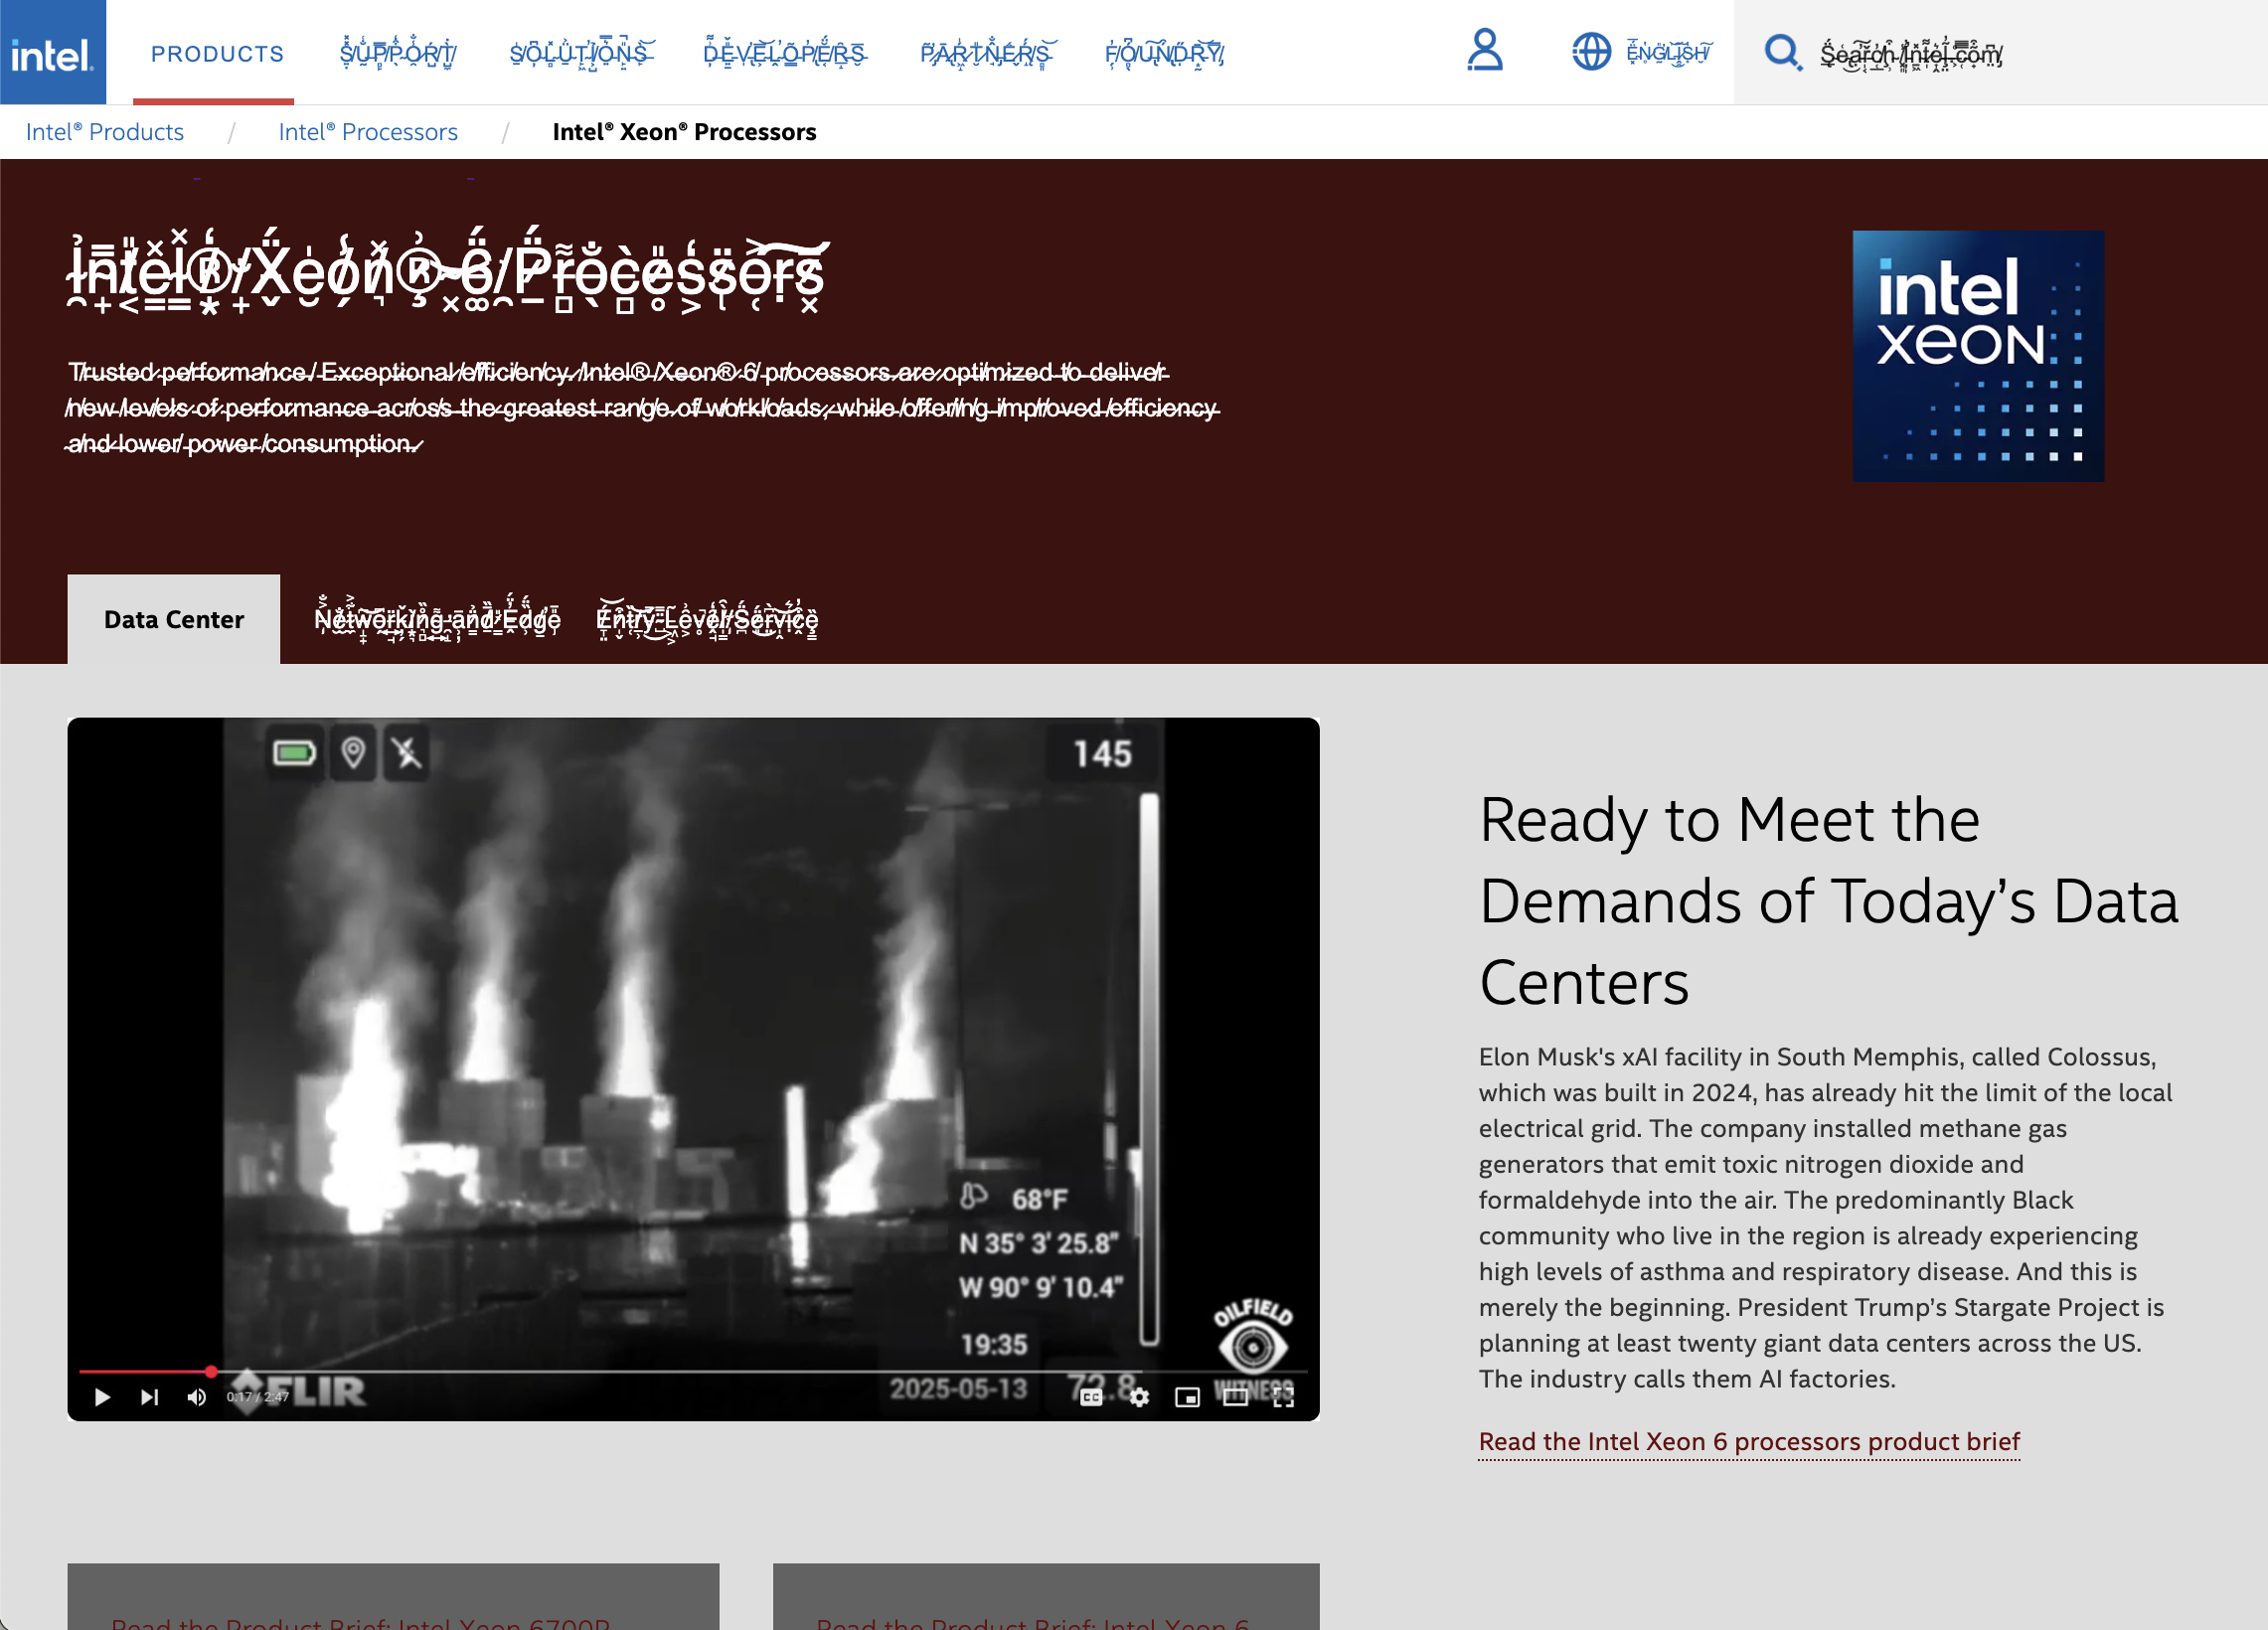 intel.
PRODUCTS
SUPPORT
SOLUTIONS
DEVELOPERS
PARTNERS
FOUNDRY
ENGLISH
Search Intel.com
Intel® Products / Intel® Processors / Intel® Xeon® Processors
Intel® Xeon® 6 Processors
Trusted performance. Exceptional efficiency. Intel® Xeon® 6 processors are optimized to deliver
new levels of performance across the greatest range of workloads, while offering improved efficiency
and lower power consumption.
intel
xeon
Data Center
Networking and Edge
Entry-Level Service
145
68°F
N 35° 3' 25.8"
W 90° 9' 10.4"
19:35
2025-05-13
72.8
OILFIELD
WITNESS
FLIR
0:17 / 2:47
CC
Ready to Meet the
Demands of Today’s Data
Centers
Elon Musk's xAI facility in South Memphis, called Colossus,
which was built in 2024, has already hit the limit of the local
electrical grid. The company installed methane gas
generators that emit toxic nitrogen dioxide and
formaldehyde into the air. The predominantly Black
community who live in the region is already experiencing
high levels of asthma and respiratory disease. And this is
merely the beginning. President Trump’s Stargate Project is
planning at least twenty giant data centers across the US.
The industry calls them AI factories.
Read the Intel Xeon 6 processors product brief
Read the Product Brief: Intel Xeon 6700P
Read the Product Brief: Intel Xeon 6